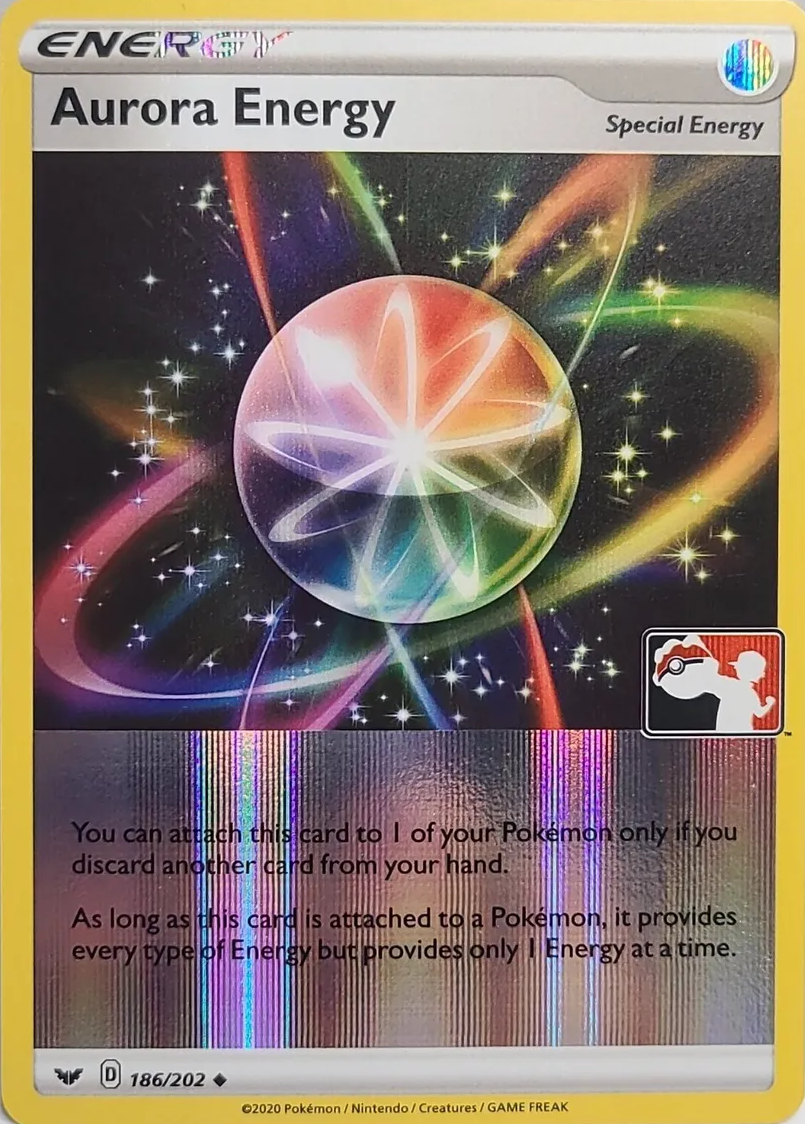 ENERGY
Aurora Energy
Special Energy
™
You can attach this card to 1 of your Pokémon only if you
discard another card from your hand.
As long as this card is attached to a Pokémon, it provides
every type of Energy but provides only 1 Energy at a time.
D 186/202 ◆
©2020 Pokémon / Nintendo / Creatures / GAME FREAK